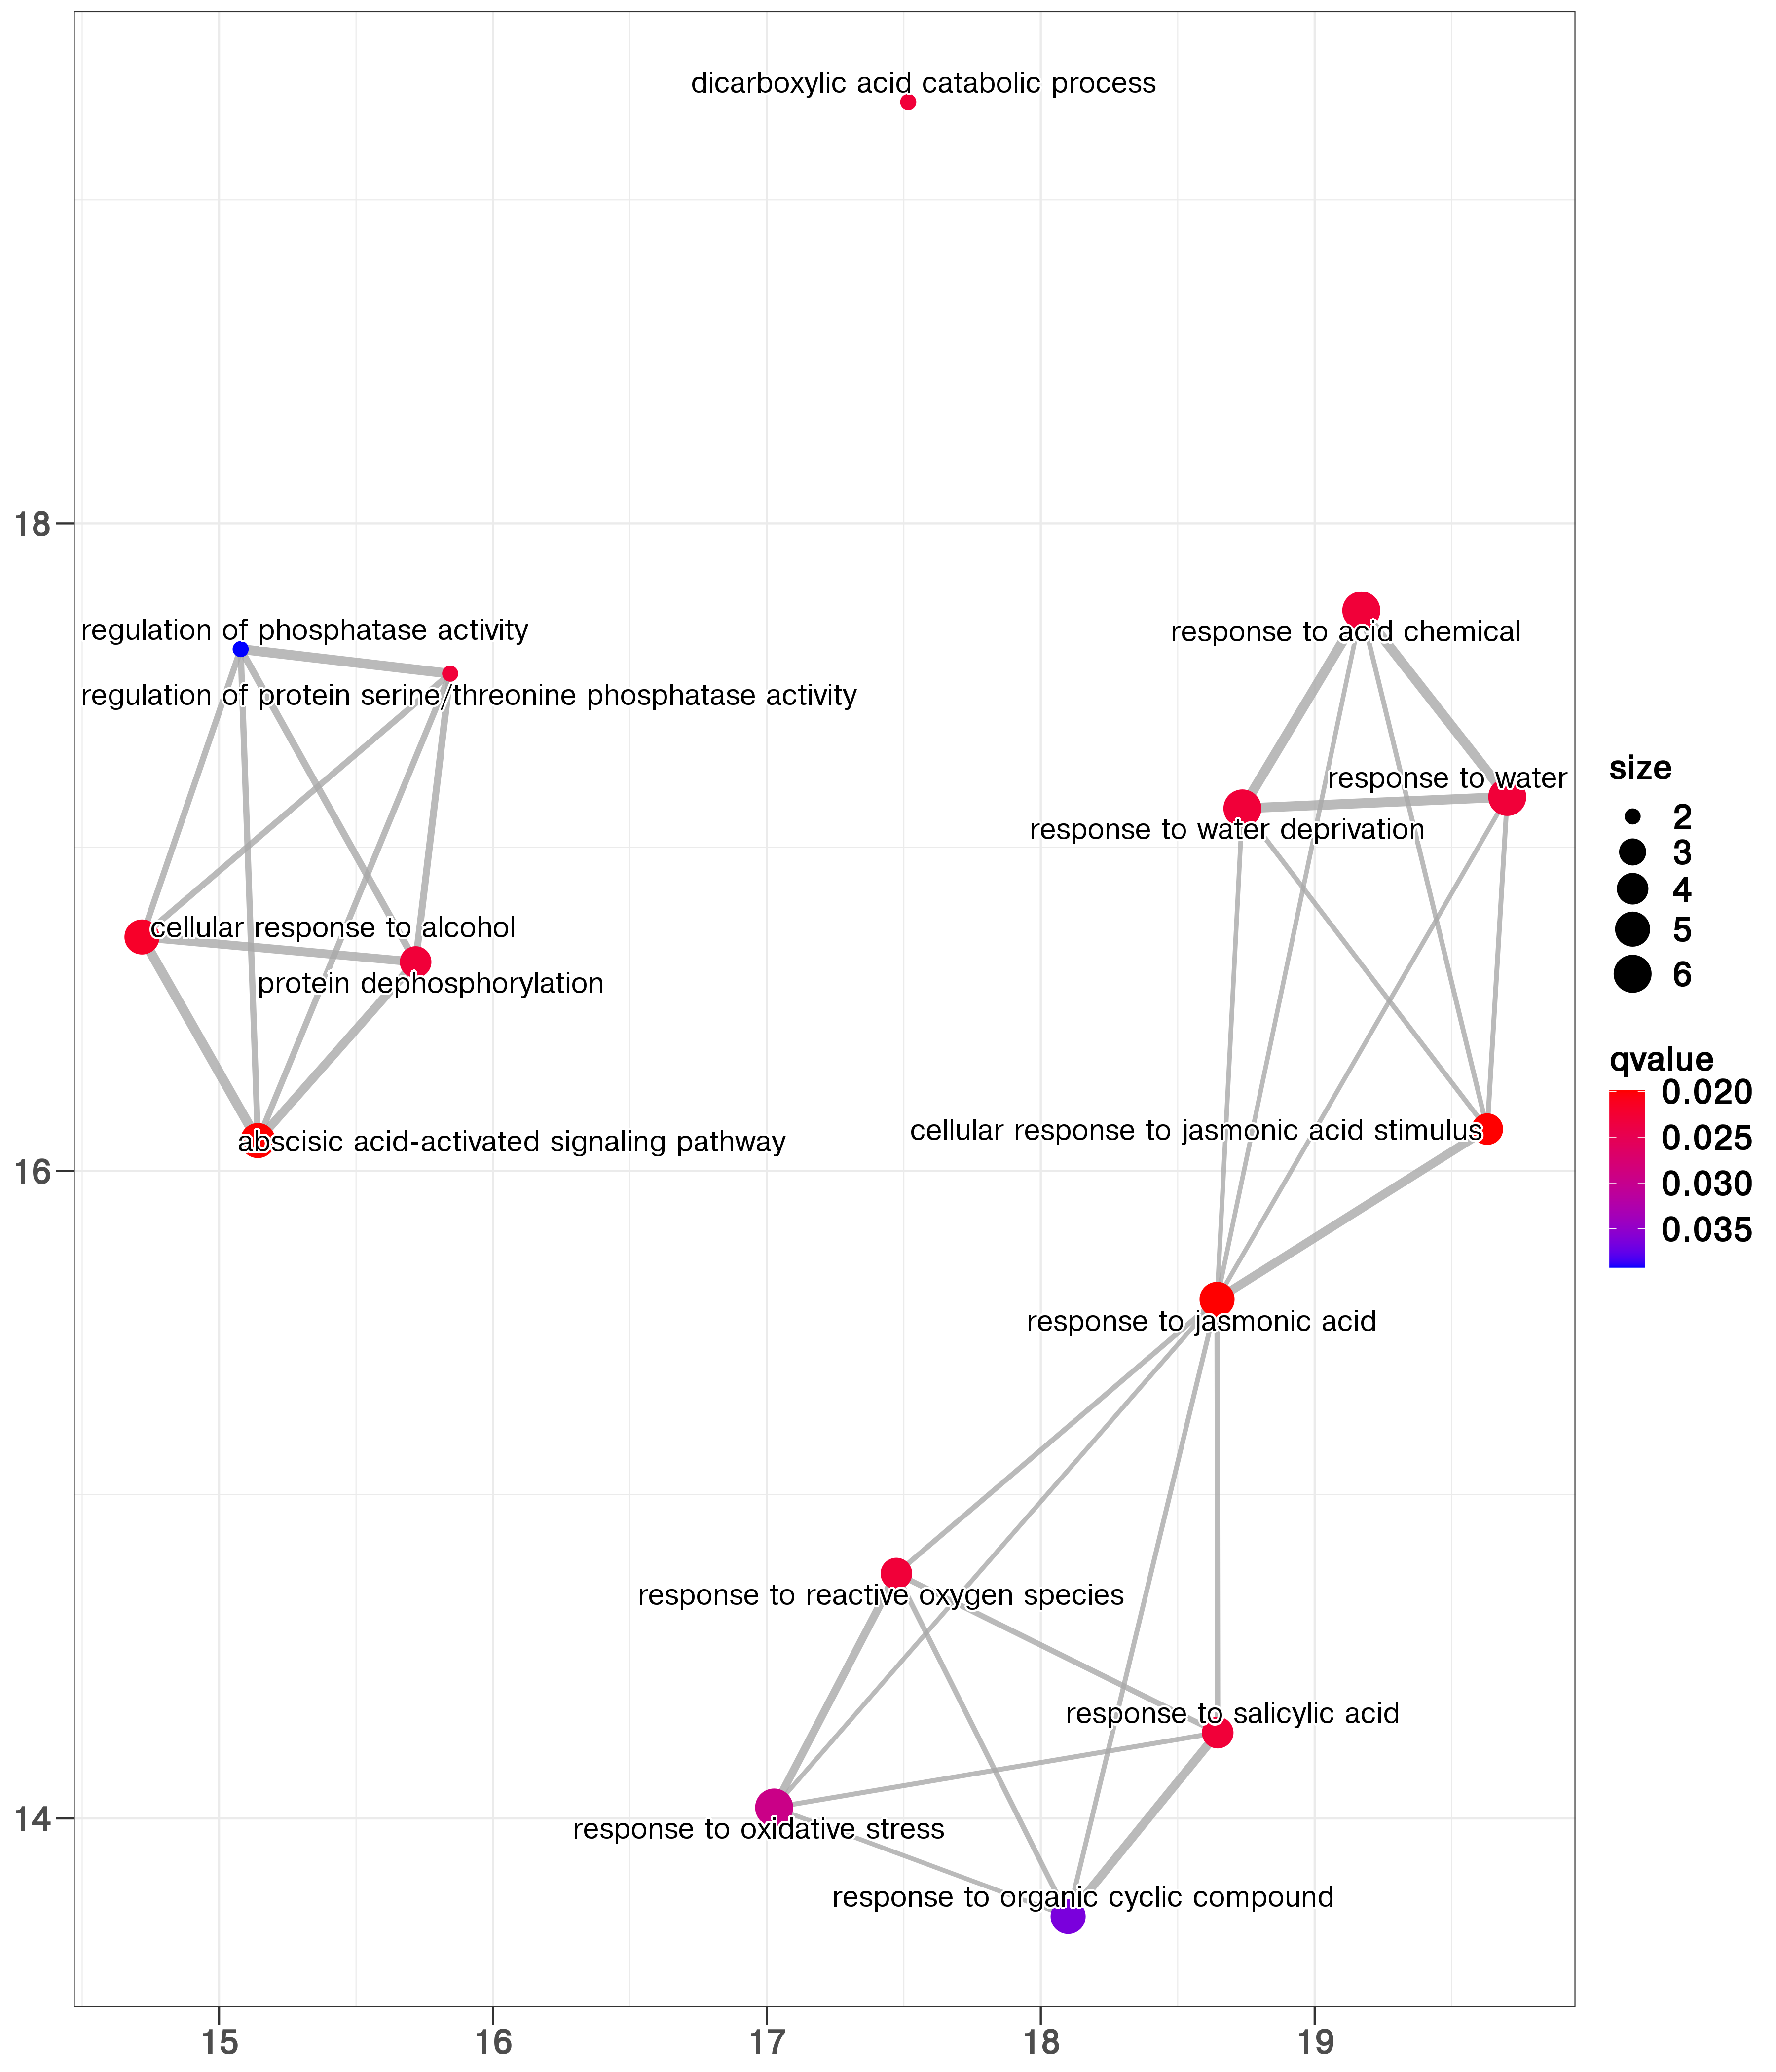 dicarboxylic acid catabolic process
18
regulation of phosphatase activity
response to acid chemical
regulation of protein serine/threonine phosphatase activity
response to water
response to water deprivation
cellular response to alcohol
protein dephosphorylation
cellular response to jasmonic acid stimulus
abscisic acid-activated signaling pathway
16
response to jasmonic acid
response to reactive oxygen species
response to salicylic acid
14
response to oxidative stress
response to organic cyclic compound
15 16 17 18 19
size
2
3
4
5
6
qvalue
0.020
0.025
0.030
0.035